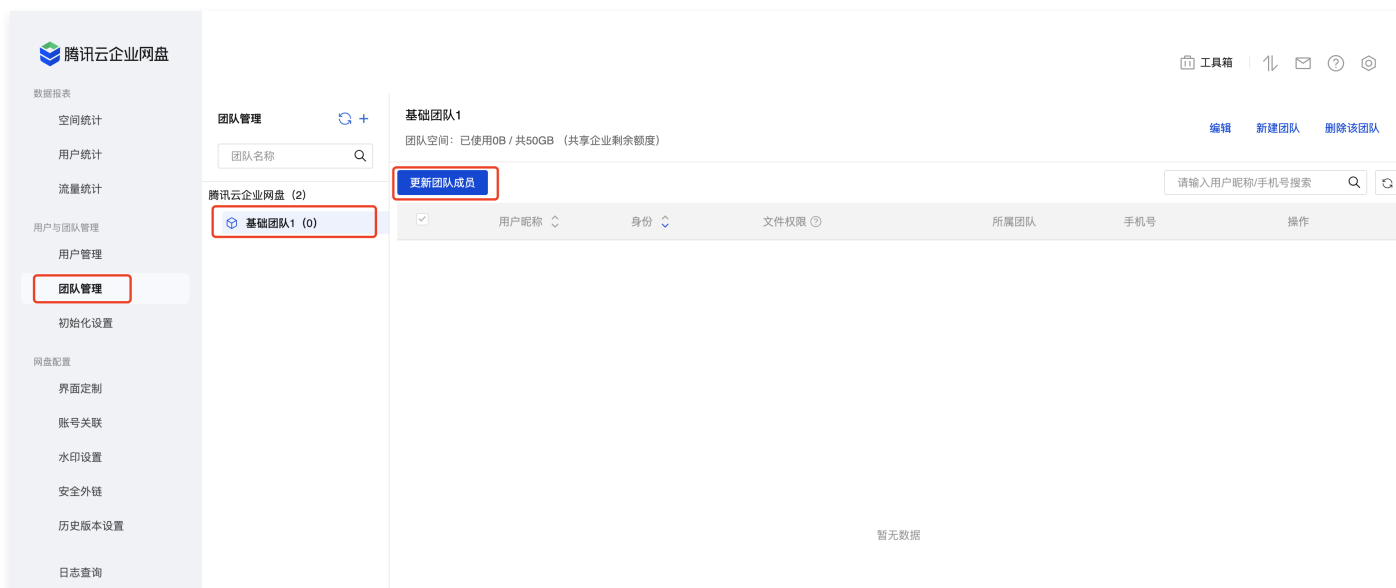 腾讯云企业网盘
工具箱
数据报表
空间统计
用户统计
流量统计
用户与团队管理
用户管理
团队管理
初始化设置
网盘配置
界面定制
账号关联
水印设置
安全外链
历史版本设置
日志查询
团队管理
团队名称
腾讯云企业网盘（2）
基础团队1（0）
基础团队1
团队空间：已使用0B / 共50GB （共享企业剩余额度）
编辑 新建团队 删除该团队
更新团队成员
请输入用户昵称/手机号搜索
用户昵称 身份 文件权限 所属团队 手机号 操作
暂无数据